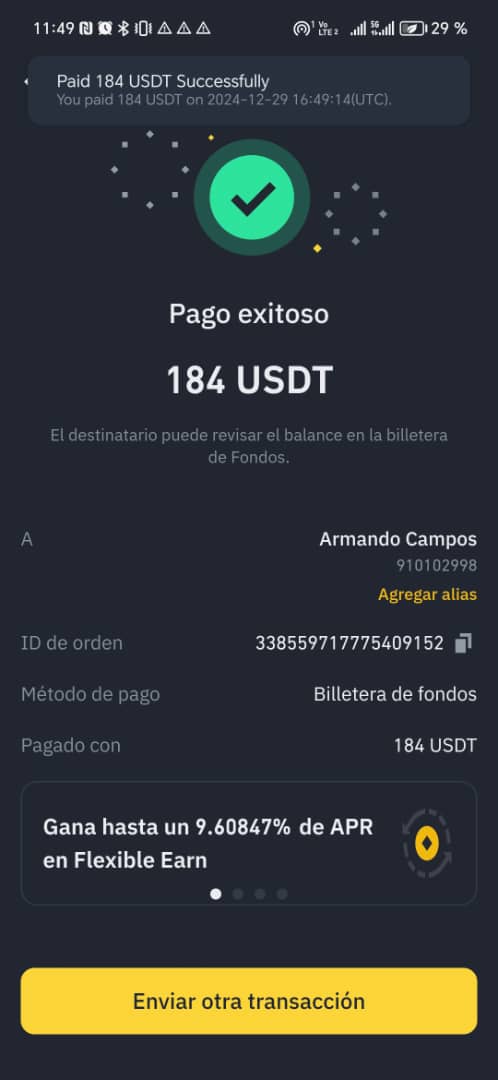 11:49 29 %
Paid 184 USDT Successfully
You paid 184 USDT on 2024-12-29 16:49:14(UTC).
Pago exitoso
184 USDT
El destinatario puede revisar el balance en la billetera
de Fondos.
A Armando Campos
910102998
Agregar alias
ID de orden 338559717775409152
Método de pago Billetera de fondos
Pagado con 184 USDT
Gana hasta un 9.60847% de APR
en Flexible Earn
Enviar otra transacción